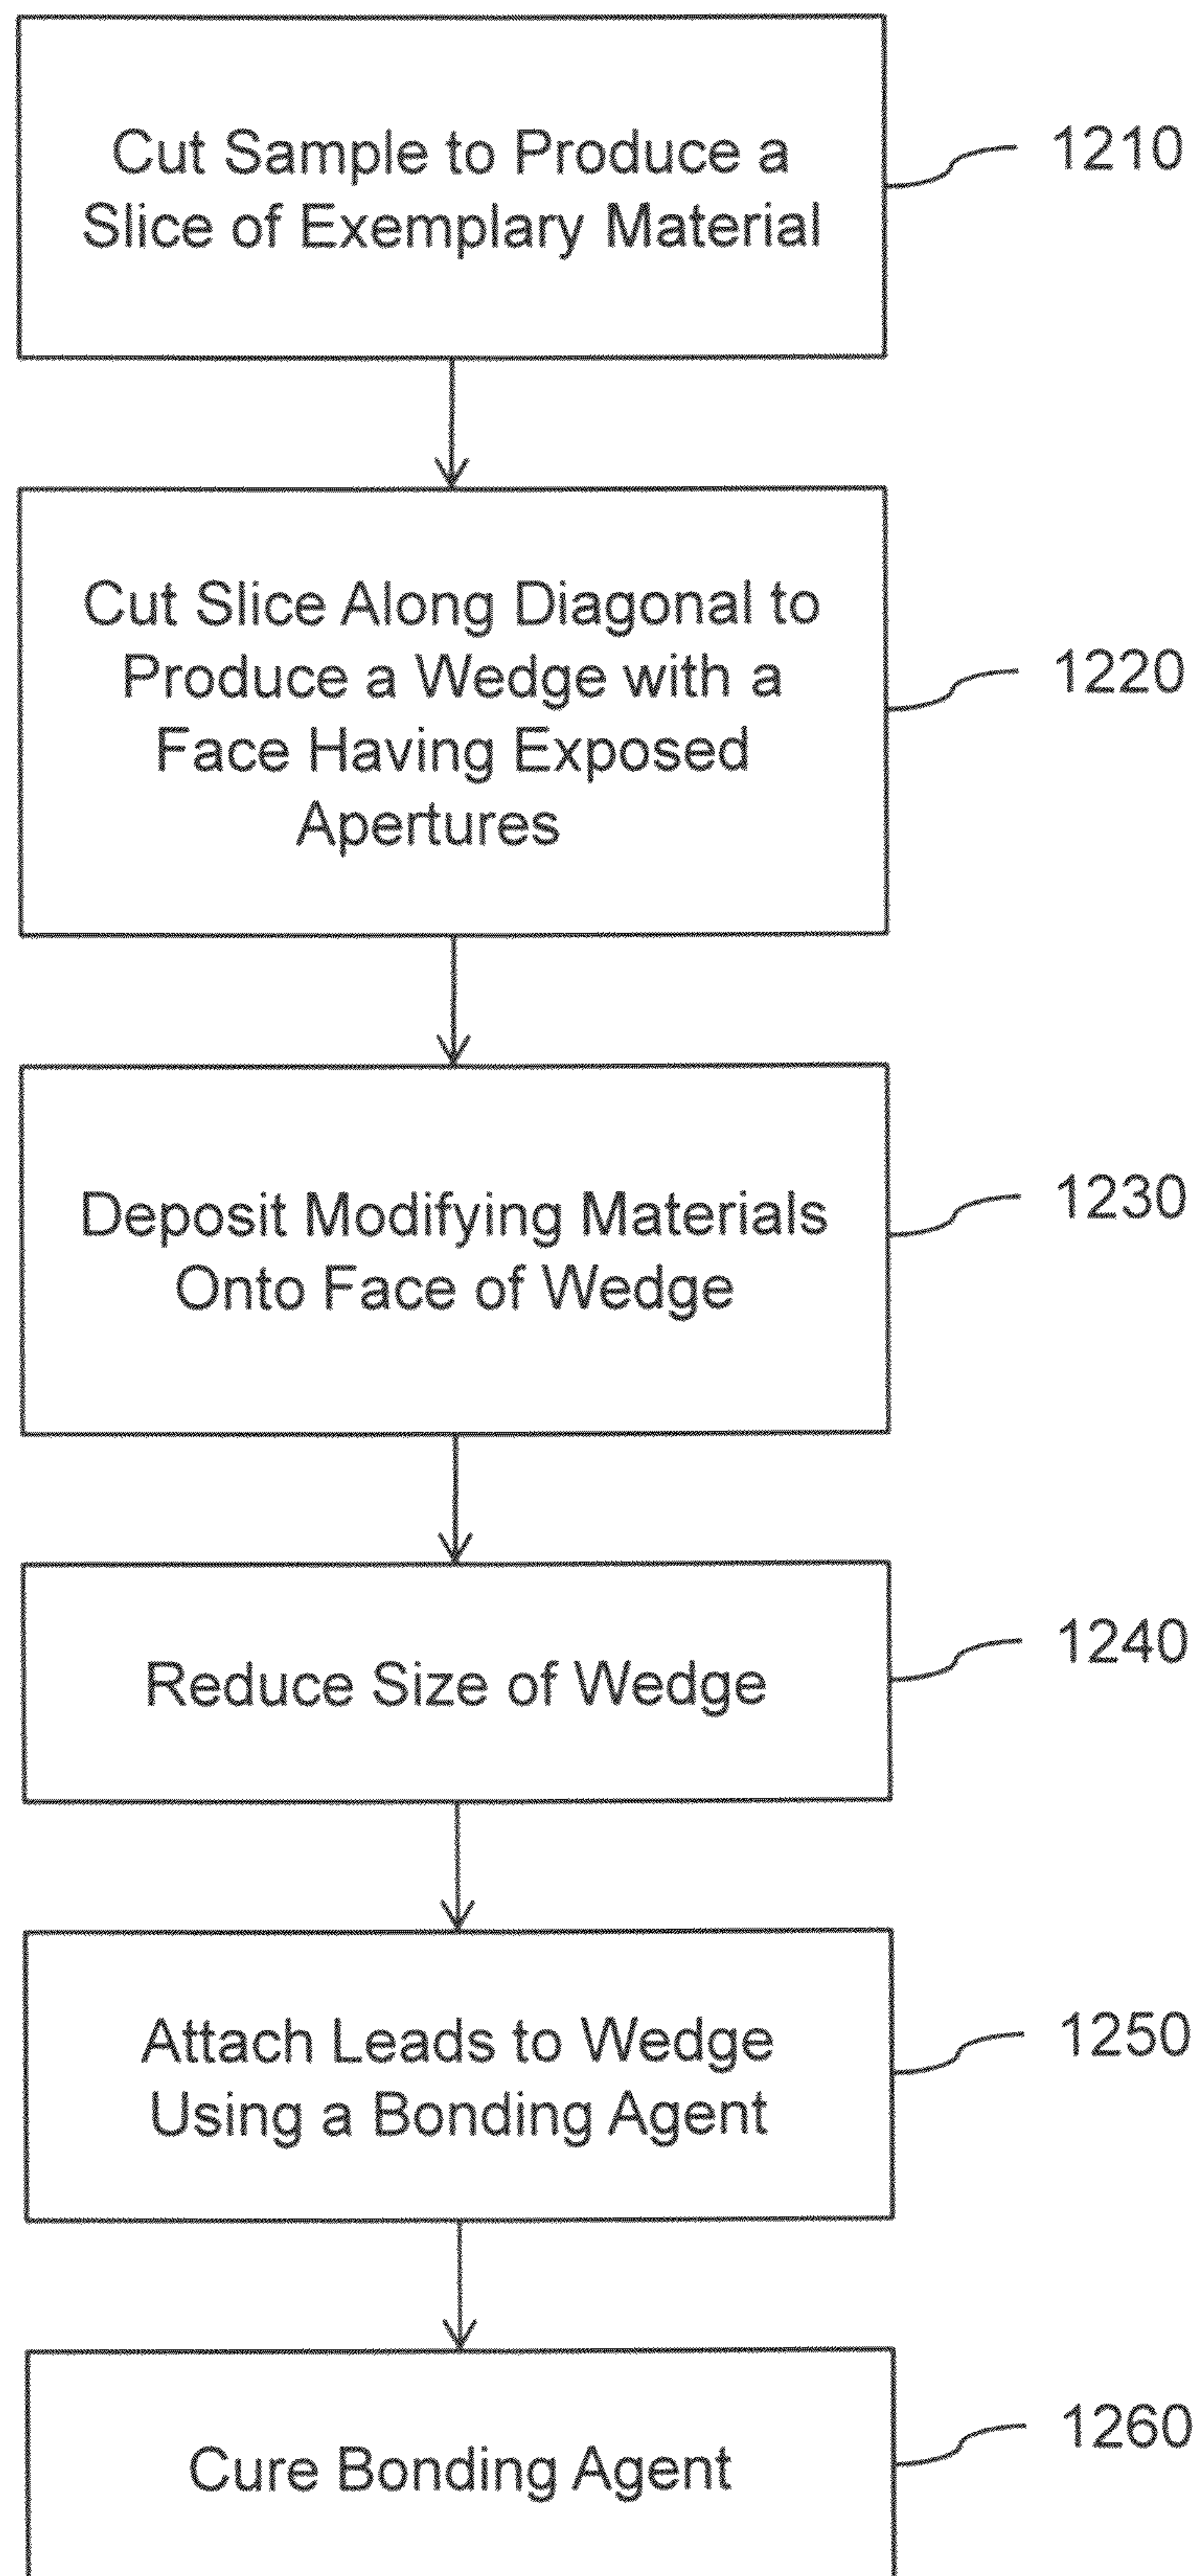 Cut Sample to Produce a
Slice of Exemplary Material
1210
Cut Slice Along Diagonal to
Produce a Wedge with a
Face Having Exposed
Apertures
1220
Deposit Modifying Materials
Onto Face of Wedge
1230
Reduce Size of Wedge
1240
Attach Leads to Wedge
Using a Bonding Agent
1250
Cure Bonding Agent
1260